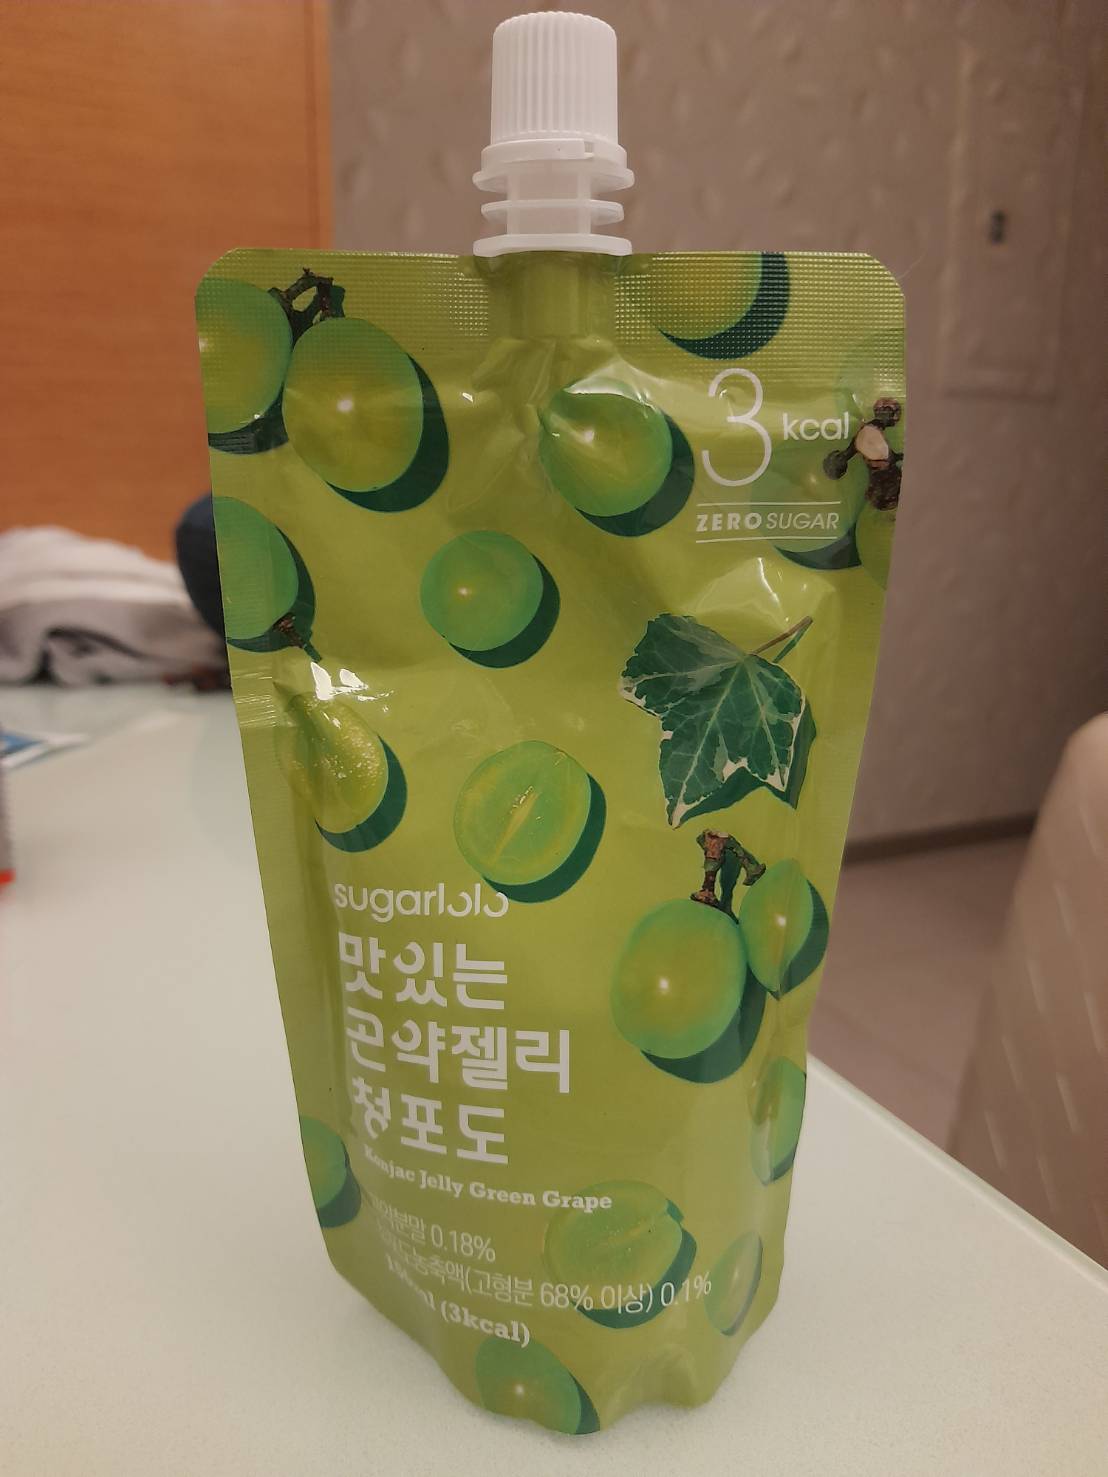 3 kcal
ZERO SUGAR
sugarlolo
맛있는
곤약젤리
청포도
Konjac Jelly Green Grape
0.18%
(고형분 68% 이상) 0.1%
(3kcal)